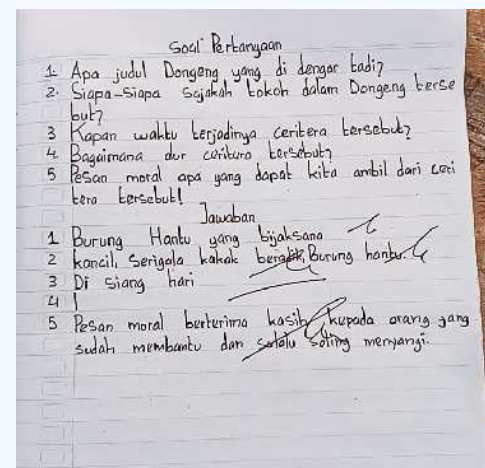 Soal Pertanyaan
1. Apa judul Dongeng yang di dengar tadi?
2. Siapa-Siapa Sajakah tokoh dalam Dongeng terse
but?
3 Kapan waktu terjadinya ceritera tersebut?
4. Bagaimana alur ceritera tersebut?
5 Pesan moral apa yang dapat kita ambil dari ceri
tera tersebut!
Jawaban
1 Burung Hantu yang bijaksana
2 kancil, Serigala kakak beradik, Burung hantu.
3 Di siang hari
4
5 Pesan moral berterima kasih kepada orang yang
sudah membantu dan selalu saling menyangi.